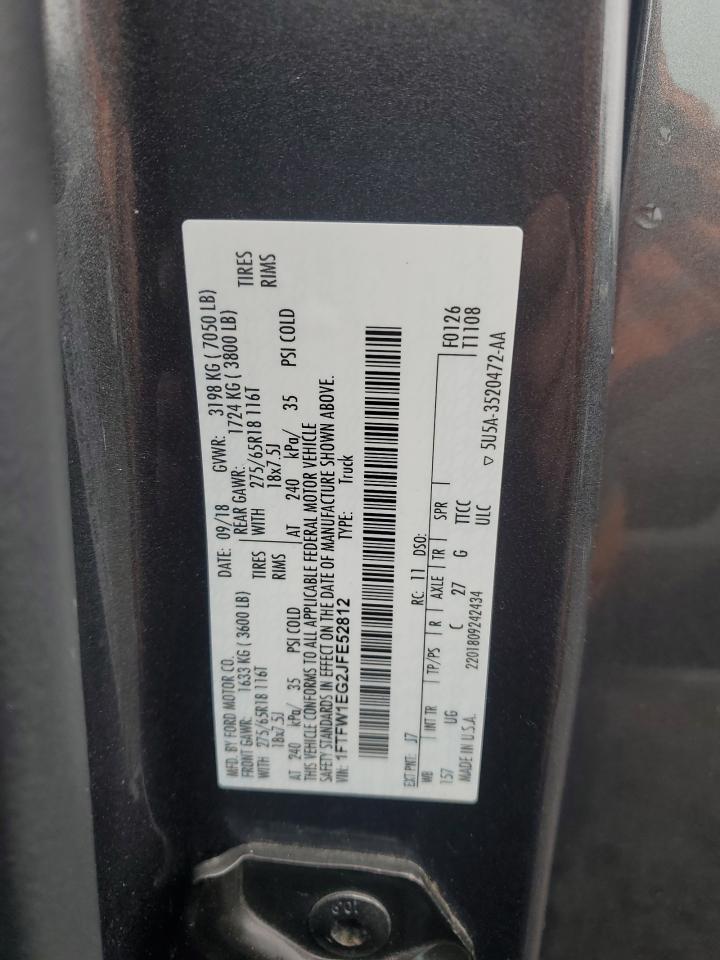 MFD. BY FORD MOTOR CO.
DATE: 09/18 GVWR: 3198 KG ( 7050 LB)
FRONT GAWR: 1633 KG ( 3600 LB) REAR GAWR: 1724 KG ( 3800 LB)
WITH 275/65R18 116T TIRES WITH 275/65R18 116T TIRES
18x7.5J RIMS 18x7.5J RIMS
AT 240 kPa/ 35 PSI COLD AT 240 kPa/ 35 PSI COLD
THIS VEHICLE CONFORMS TO ALL APPLICABLE FEDERAL MOTOR VEHICLE
SAFETY STANDARDS IN EFFECT ON THE DATE OF MANUFACTURE SHOWN ABOVE.
VIN: 1FTFW1EG2JFE52812 TYPE: Truck
EXT PNT: J7 RC: 11 DSO: F0126
WB INT TR TP/PS R AXLE TR SPR T1108
157 UG C 27 G TTCC
MADE IN U.S.A. 2201809242434 ULC ▽ 5U5A-3520472-AA
10.9